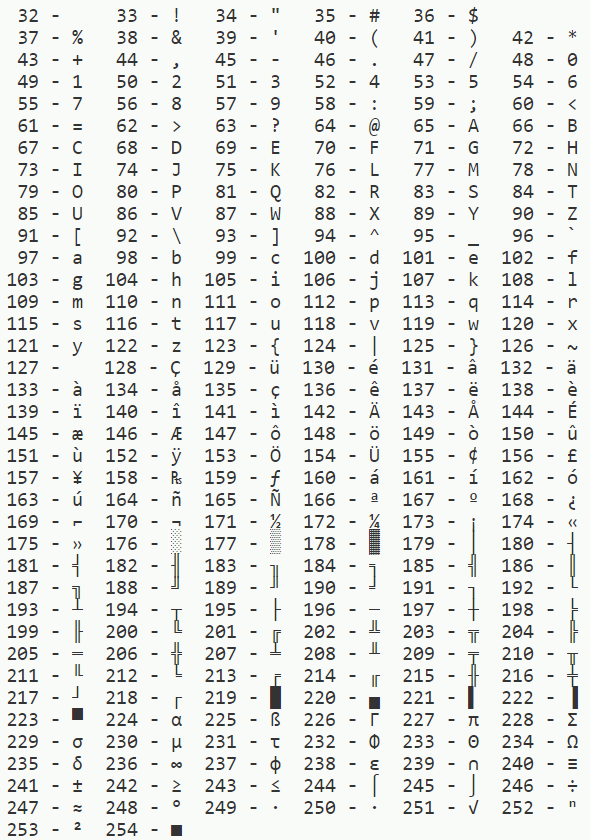 32 -   33 - ! 34 - " 35 - # 36 - $
37 - % 38 - & 39 - ' 40 - ( 41 - ) 42 - *
43 - + 44 - , 45 - - 46 - . 47 - / 48 - 0
49 - 1 50 - 2 51 - 3 52 - 4 53 - 5 54 - 6
55 - 7 56 - 8 57 - 9 58 - : 59 - ; 60 - <
61 - = 62 - > 63 - ? 64 - @ 65 - A 66 - B
67 - C 68 - D 69 - E 70 - F 71 - G 72 - H
73 - I 74 - J 75 - K 76 - L 77 - M 78 - N
79 - O 80 - P 81 - Q 82 - R 83 - S 84 - T
85 - U 86 - V 87 - W 88 - X 89 - Y 90 - Z
91 - [ 92 - \ 93 - ] 94 - ^ 95 - _ 96 - `
97 - a 98 - b 99 - c 100 - d 101 - e 102 - f
103 - g 104 - h 105 - i 106 - j 107 - k 108 - l
109 - m 110 - n 111 - o 112 - p 113 - q 114 - r
115 - s 116 - t 117 - u 118 - v 119 - w 120 - x
121 - y 122 - z 123 - { 124 - | 125 - } 126 - ~
127 -   128 - Ç 129 - ü 130 - é 131 - â 132 - ä
133 - à 134 - å 135 - ç 136 - ê 137 - ë 138 - è
139 - ï 140 - î 141 - ì 142 - Ä 143 - Å 144 - É
145 - æ 146 - Æ 147 - ô 148 - ö 149 - ò 150 - û
151 - ù 152 - ÿ 153 - Ö 154 - Ü 155 - ¢ 156 - £
157 - ¥ 158 - ₧ 159 - ƒ 160 - á 161 - í 162 - ó
163 - ú 164 - ñ 165 - Ñ 166 - ª 167 - º 168 - ¿
169 - ⌐ 170 - ¬ 171 - ½ 172 - ¼ 173 - ¡ 174 - «
175 - » 176 - ░ 177 - ▒ 178 - ▓ 179 - │ 180 - ┤
181 - ╡ 182 - ╢ 183 - ╖ 184 - ╕ 185 - ╣ 186 - ║
187 - ╗ 188 - ╝ 189 - ╜ 190 - ╛ 191 - ┐ 192 - └
193 - ┴ 194 - ┬ 195 - ├ 196 - ─ 197 - ┼ 198 - ╞
199 - ╟ 200 - ╚ 201 - ╔ 202 - ╩ 203 - ╦ 204 - ╠
205 - ═ 206 - ╬ 207 - ╧ 208 - ╨ 209 - ╤ 210 - ╥
211 - ╙ 212 - ╘ 213 - ╒ 214 - ╓ 215 - ╫ 216 - ╪
217 - ┘ 218 - ┌ 219 - █ 220 - ▄ 221 - ▌ 222 - ▐
223 - ▀ 224 - α 225 - ß 226 - Γ 227 - π 228 - Σ
229 - σ 230 - µ 231 - τ 232 - Φ 233 - Θ 234 - Ω
235 - δ 236 - ∞ 237 - φ 238 - ε 239 - ∩ 240 - ≡
241 - ± 242 - ≥ 243 - ≤ 244 - ⌠ 245 - ⌡ 246 - ÷
247 - ≈ 248 - ° 249 - ∙ 250 - · 251 - √ 252 - ⁿ
253 - ² 254 - ■